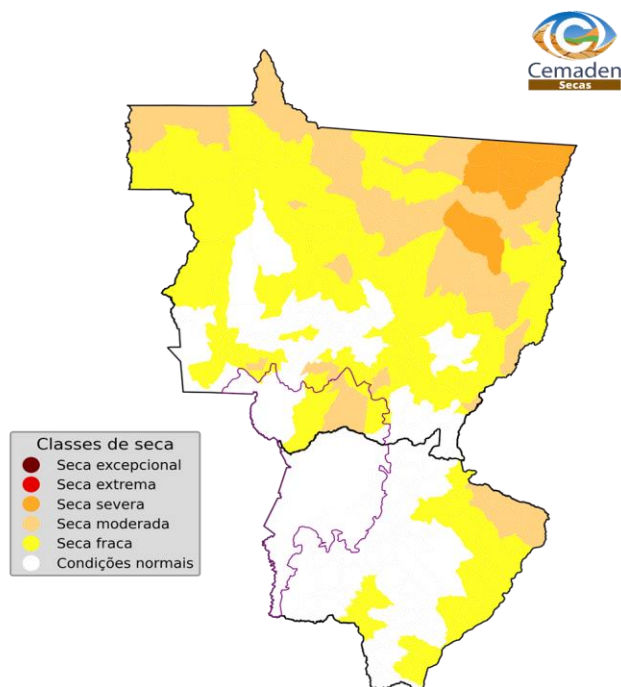 Cemaden
Secas
Classes de seca
Seca excepcional
Seca extrema
Seca severa
Seca moderada
Seca fraca
Condições normais